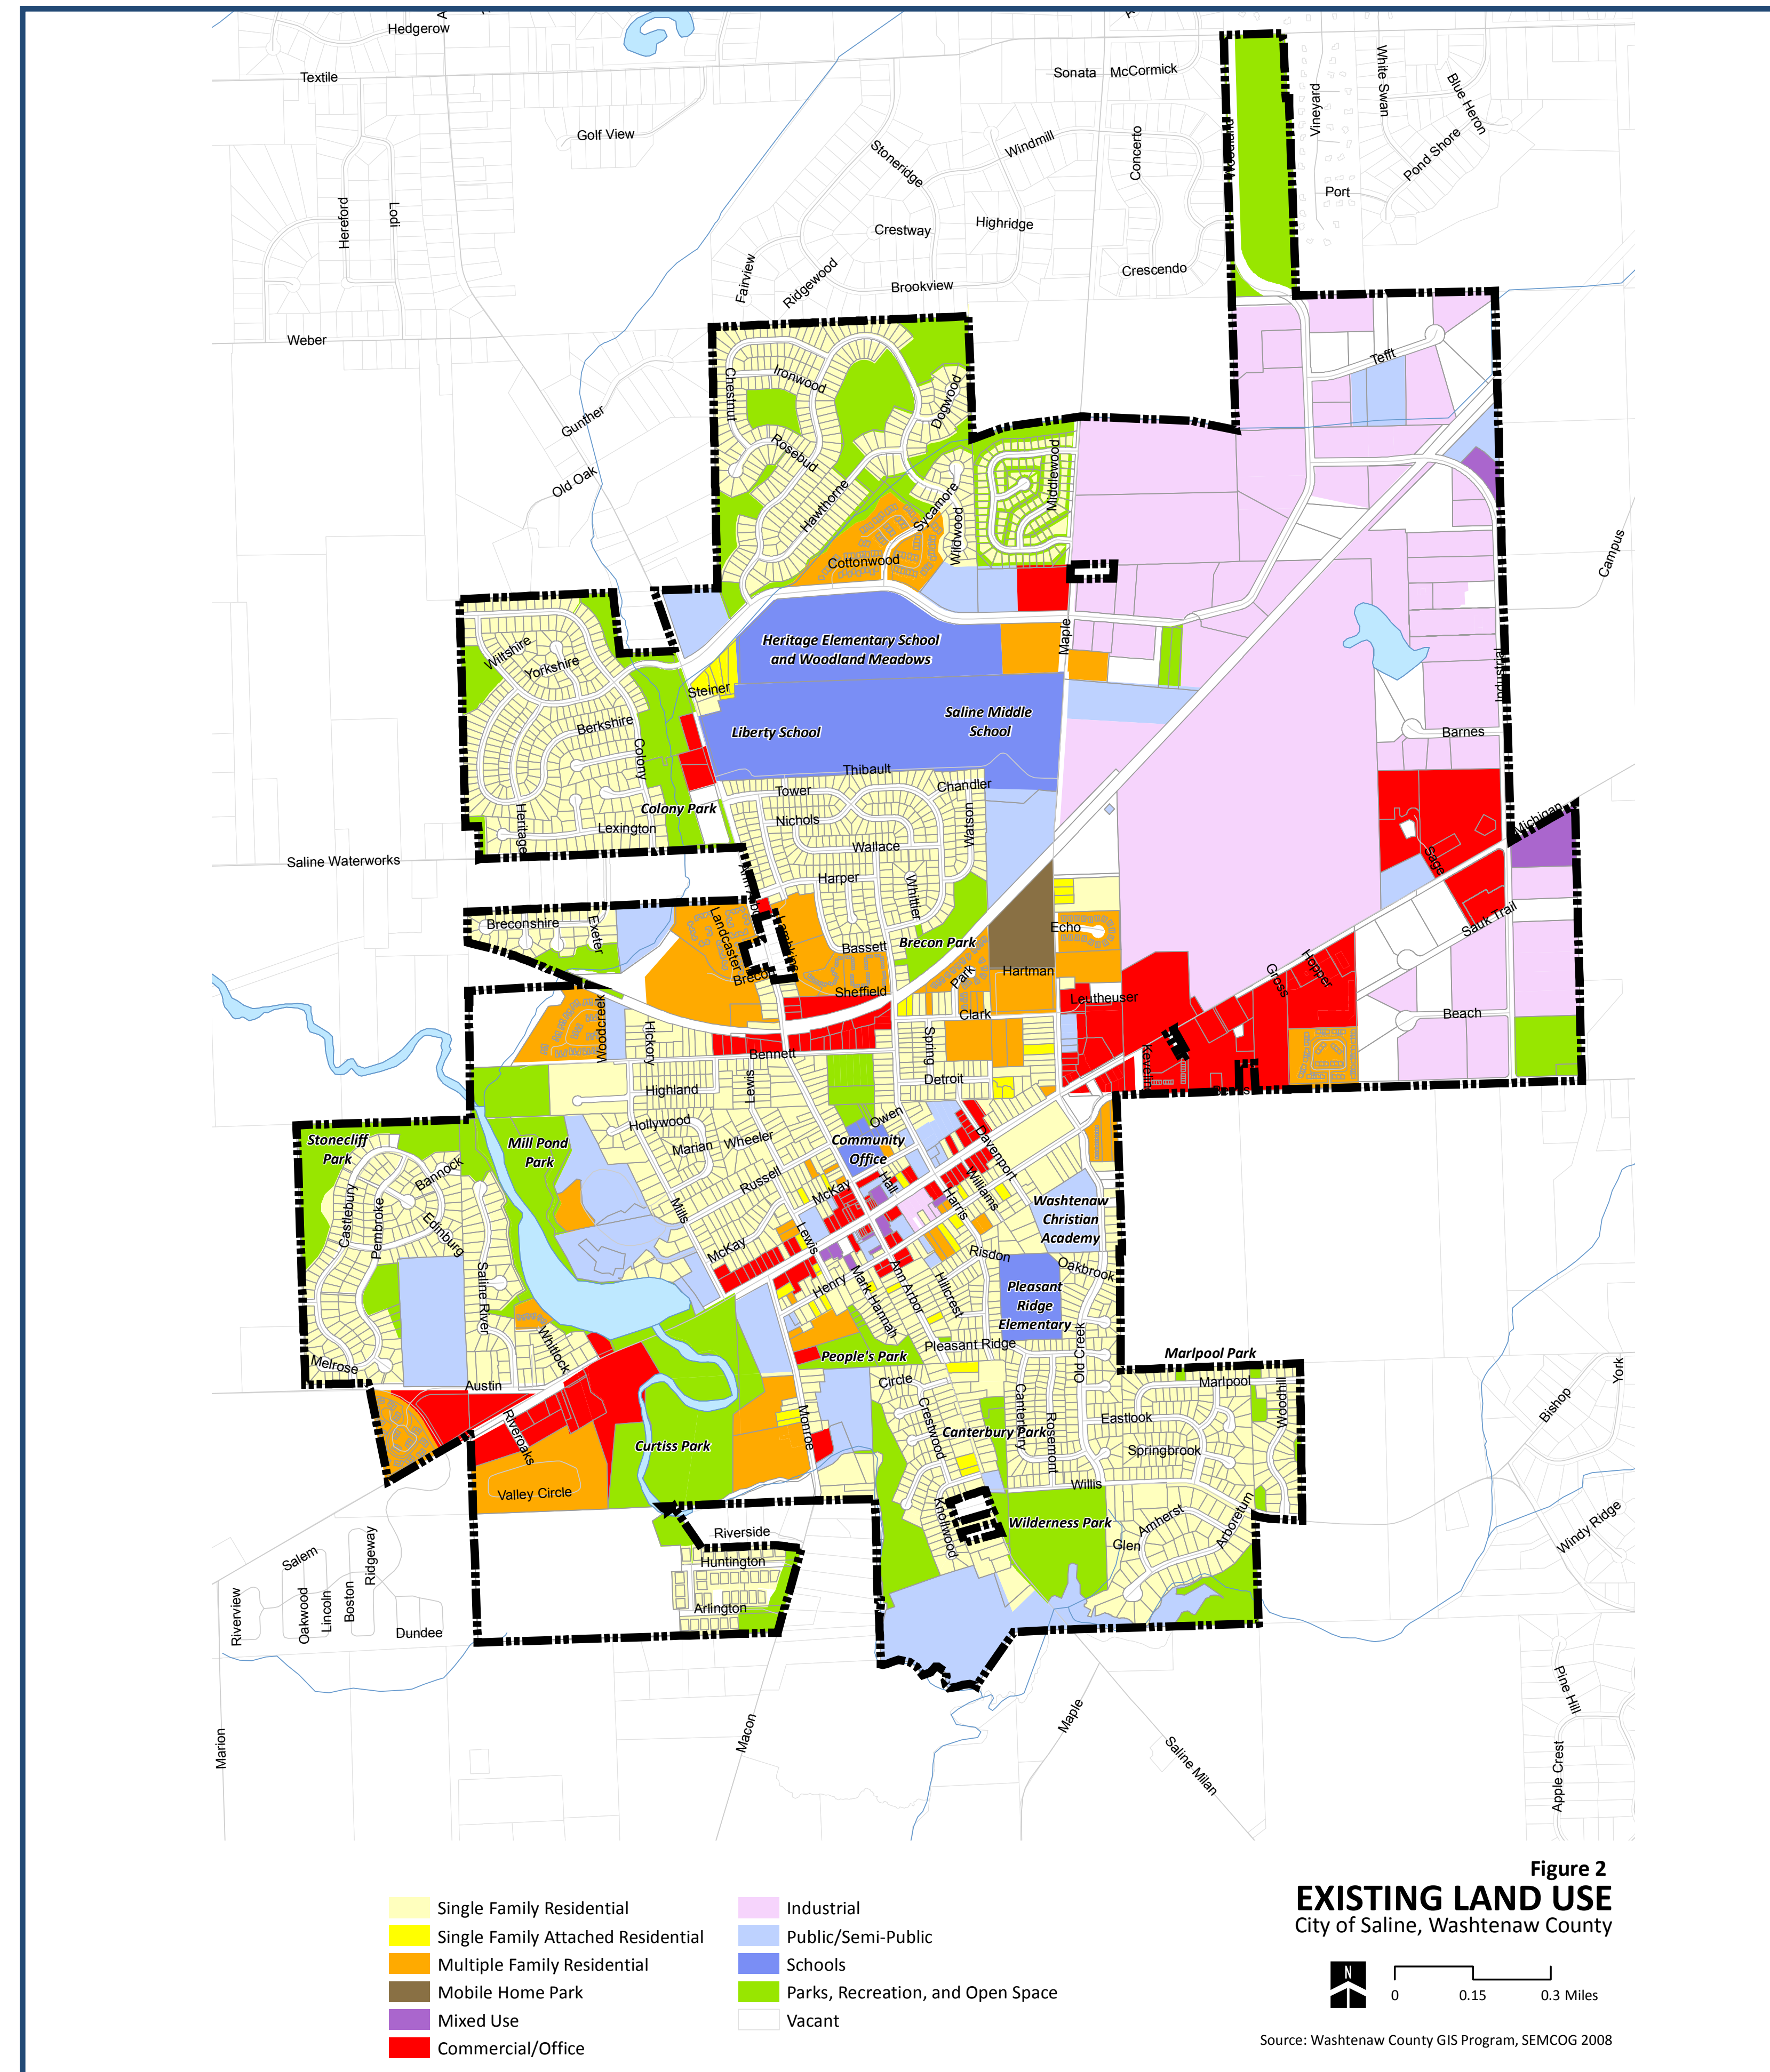 Hedgerow
Textile
Sonata
McCormick
White Swan
Blue Heron
Vineyard
Golf View
Windmill
Concerto
Stoneridge
Woodland
Pond Shore
Port
Hereford
Lodi
Crestway
Highridge
Fairview
Ridgewood
Crescendo
Brookview
Weber
Tefft
Chestnut
Ironwood
Dogwood
Gunther
Rosebud
Middlewood
Old Oak
Hawthorne
Sycamore
Wildwood
Cottonwood
Campus
Heritage Elementary School
and Woodland Meadows
Maple
Wiltshire
Yorkshire
Steiner
Industrial
Berkshire
Liberty School
Saline Middle
School
Barnes
Colony
Thibault
Tower
Chandler
Colony Park
Nichols
Watson
Heritage
Lexington
Michigan
Wallace
Saline Waterworks
Sage
Harper
Whittier
Breconshire
Exeter
Landcaster
Sauk Trail
Echo
Bassett
Brecon Park
Hartman
Park
Hopper
Gross
Sheffield
Leutheuser
Clark
Beach
Woodcreek
Hickory
Spring
Bennett
Keveling
Detroit
Highland
Lewis
Owen
Hollywood
Stonecliff
Park
Mill Pond
Park
Marian
Wheeler
Community
Office
Davenport
Bannock
Russell
McKay
Hall
Williams
Castlebury
Pembroke
Edinburg
Mills
Harris
Washtenaw
Christian
Academy
Lewis
McKay
Risdon
Oakbrook
Saline River
Henry
Mark Hannah
Ann Arbor
Hillcrest
Pleasant
Ridge
Elementary
Whitlock
Pleasant Ridge
Old Creek
People's Park
Marlpool Park
Melrose
Austin
Circle
Marlpool
Woodhill
York
Bishop
Riveroaks
Monroe
Crestwood
Canterbury
Rosemont
Eastlook
Canterbury Park
Curtiss Park
Springbrook
Valley Circle
Willis
Knollwood
Wilderness Park
Amherst
Arboretum
Windy Ridge
Riverside
Glen
Huntington
Salem
Ridgeway
Arlington
Riverview
Oakwood
Lincoln
Boston
Dundee
Pine Hill
Marion
Macon
Maple
Saline Milan
Apple Crest
Figure 2
EXISTING LAND USE
City of Saline, Washtenaw County
Single Family Residential
Single Family Attached Residential
Multiple Family Residential
Mobile Home Park
Mixed Use
Commercial/Office
Industrial
Public/Semi-Public
Schools
Parks, Recreation, and Open Space
Vacant
N
0 0.15 0.3 Miles
Source: Washtenaw County GIS Program, SEMCOG 2008